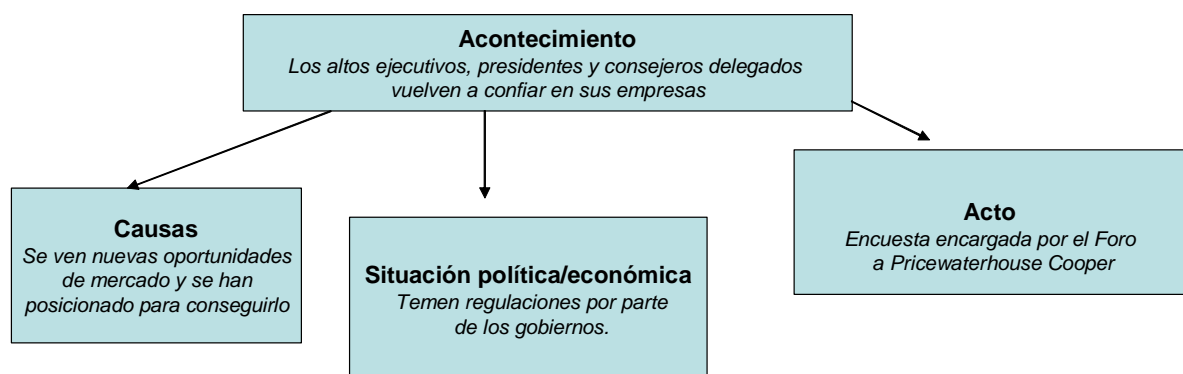 Acontecimiento
Los altos ejecutivos, presidentes y consejeros delegados
vuelven a confiar en sus empresas
Causas
Se ven nuevas oportunidades
de mercado y se han
posicionado para conseguirlo
Situación política/económica
Temen regulaciones por parte
de los gobiernos.
Acto
Encuesta encargada por el Foro
a Pricewaterhouse Cooper